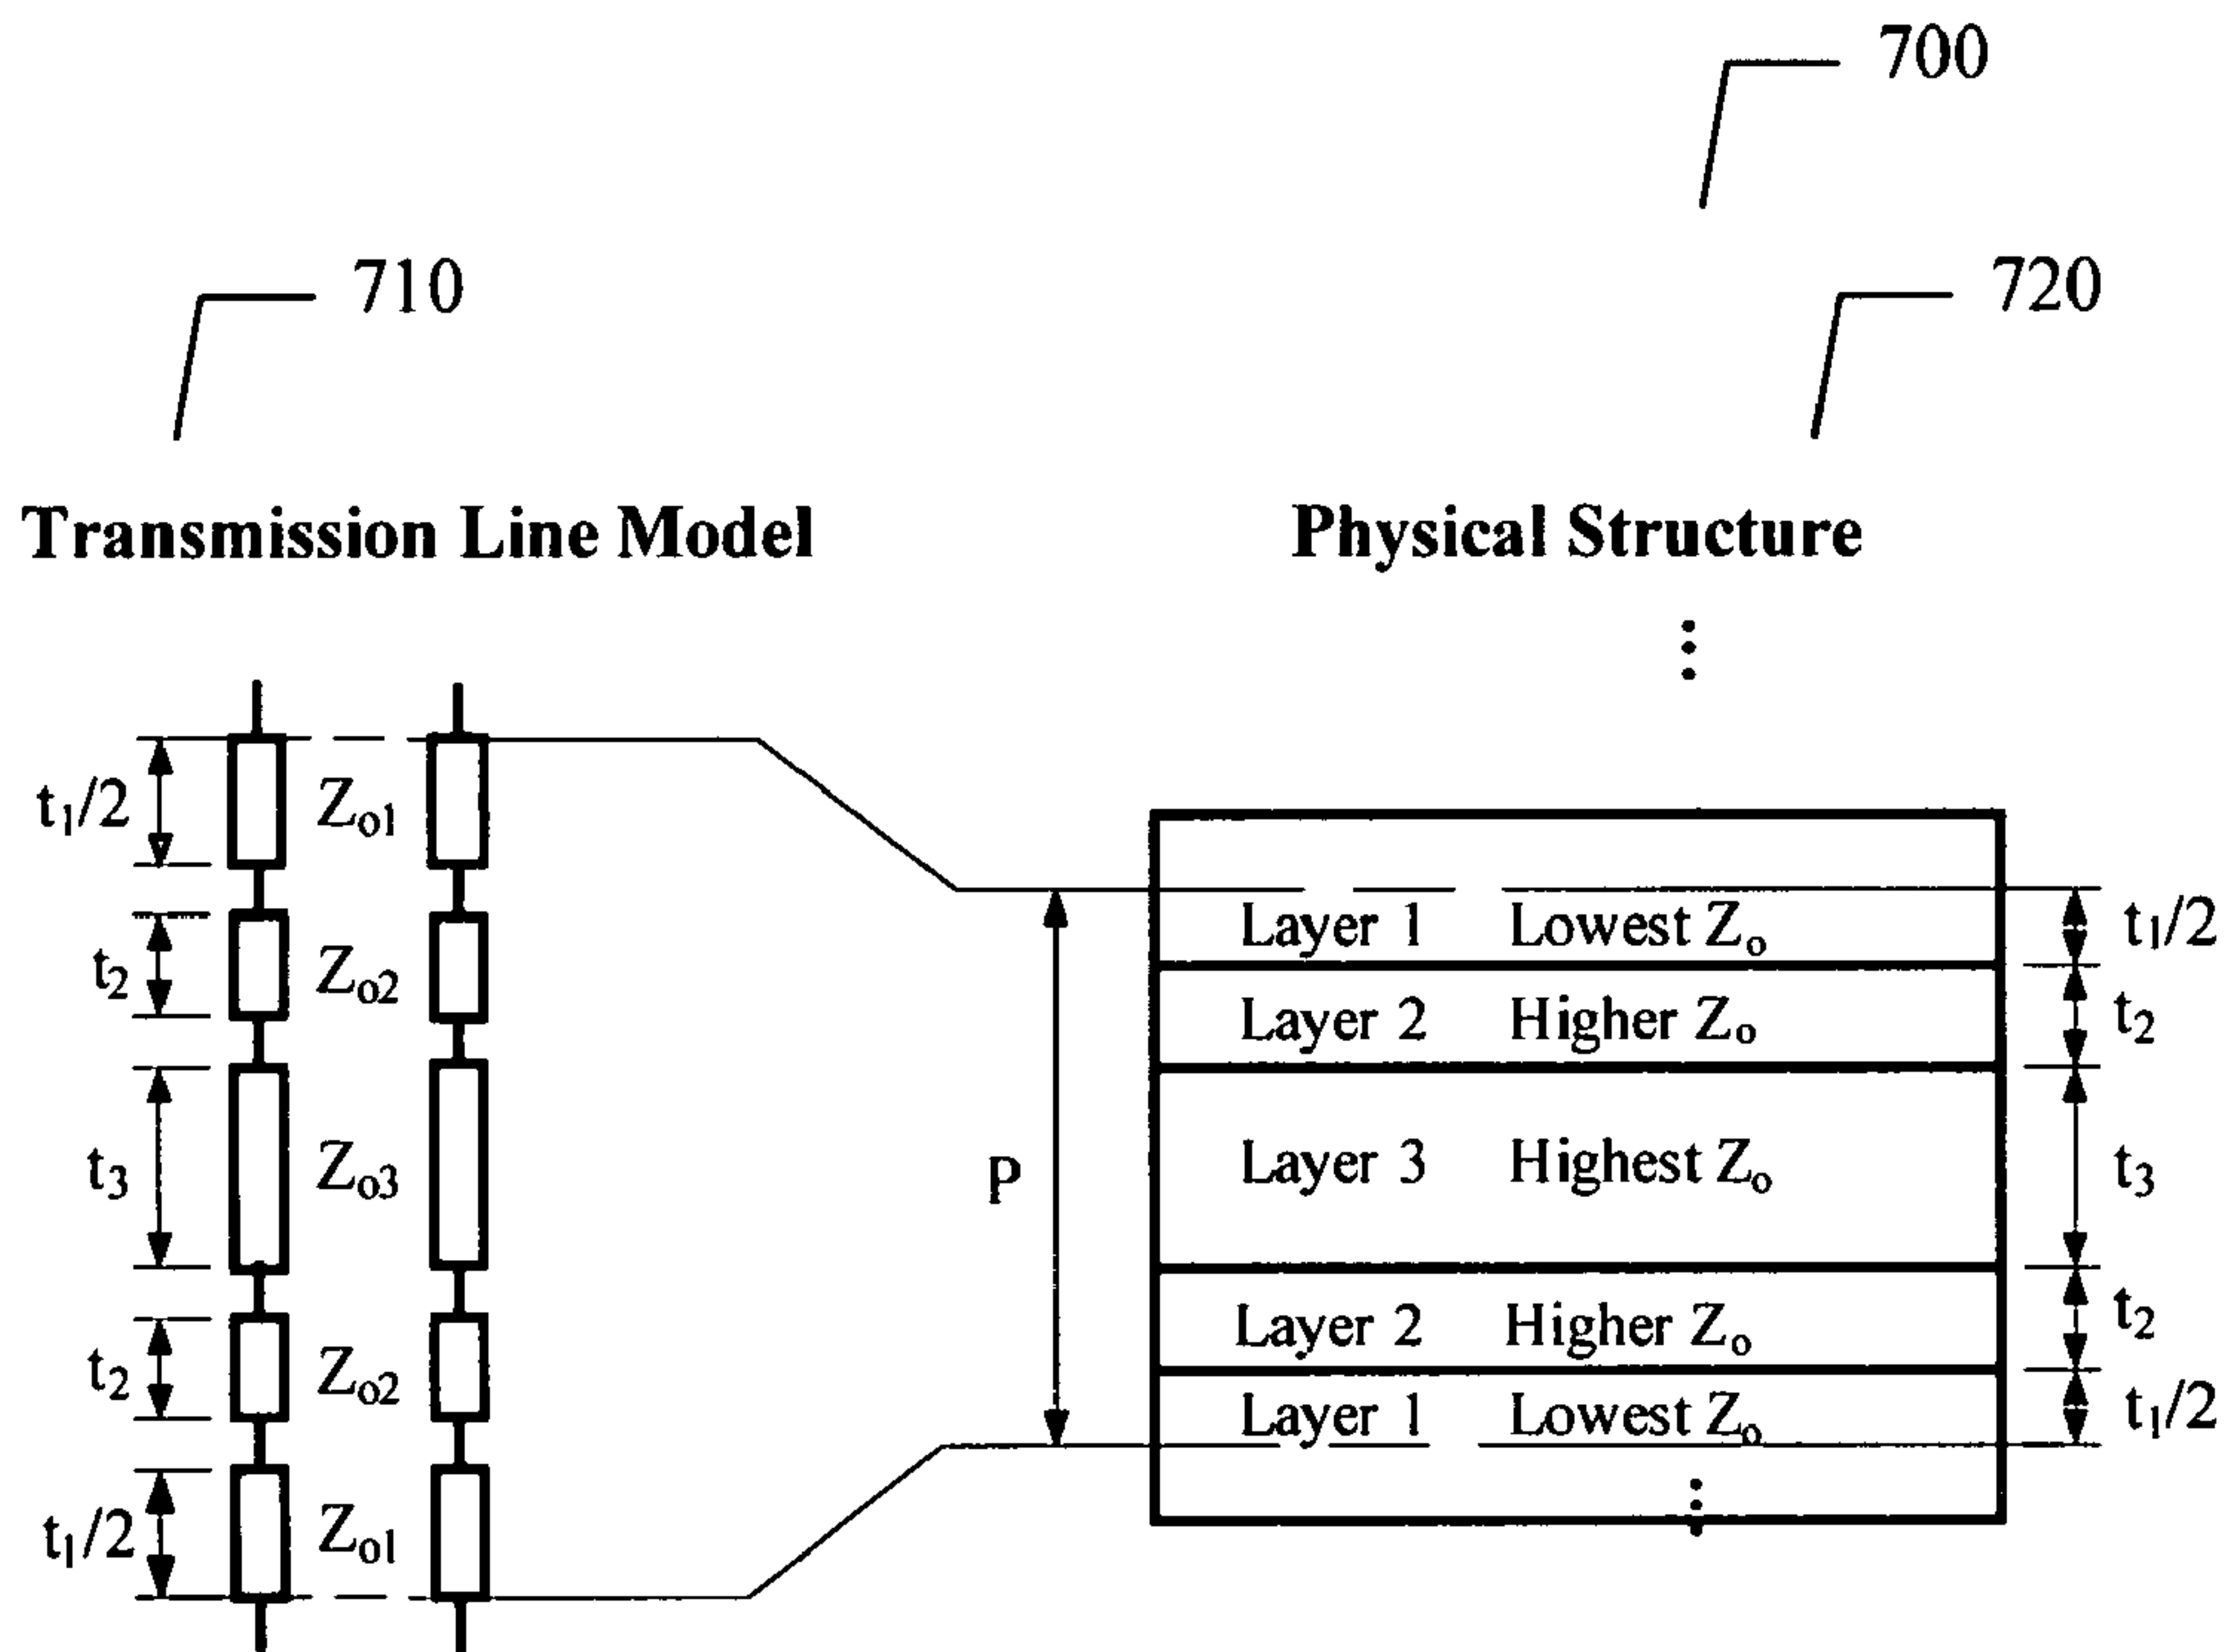 700
710
720
Transmission Line Model
Physical Structure
t₁/2
Zₒ₁
t₂
Zₒ₂
t₃
Zₒ₃
t₂
Zₒ₂
t₁/2
Zₒ₁
P
Layer 1 Lowest Zₒ
t₁/2
Layer 2 Higher Zₒ
t₂
Layer 3 Highest Zₒ
t₃
Layer 2 Higher Zₒ
t₂
Layer 1 Lowest Zₒ
t₁/2